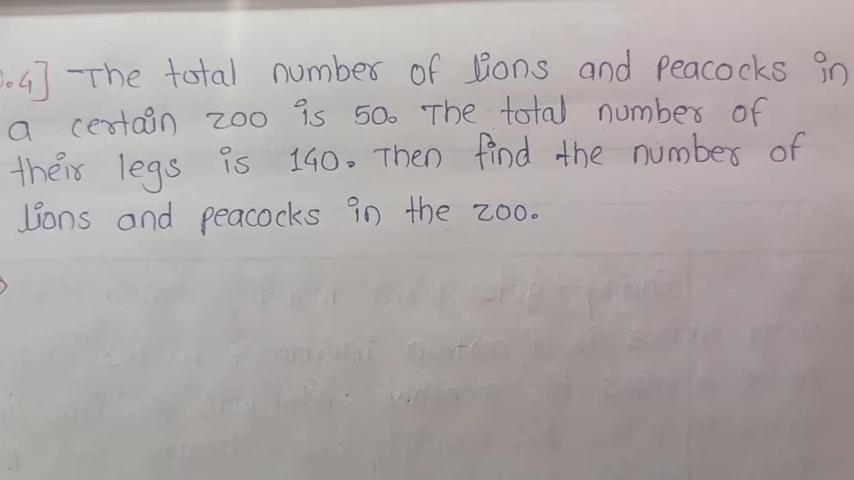 .4] The total number of lions and peacocks in
a certain zoo is 50. The total number of
their legs is 140. Then find the number of
lions and peacocks in the zoo.